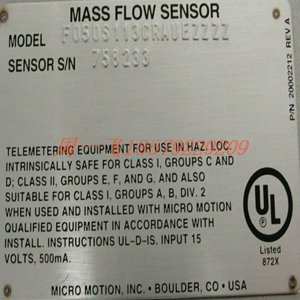 MASS FLOW SENSOR
MODEL F050S113CRAUEZZZZ
SENSOR S/N 758233
P/N 20002212 REV A
TELEMETERING EQUIPMENT FOR USE IN HAZ. LOC.
INTRINSICALLY SAFE FOR CLASS I, GROUPS C AND
D; CLASS II, GROUPS E, F, AND G, AND ALSO
SUITABLE FOR CLASS I, GROUPS A, B, DIV. 2
WHEN USED AND INSTALLED WITH MICRO MOTION
QUALIFIED EQUIPMENT IN ACCORDANCE WITH
INSTALL. INSTRUCTIONS UL-D-IS. INPUT 15
VOLTS, 500mA.
UL
Listed
872X
MICRO MOTION, INC. • BOULDER, CO • USA